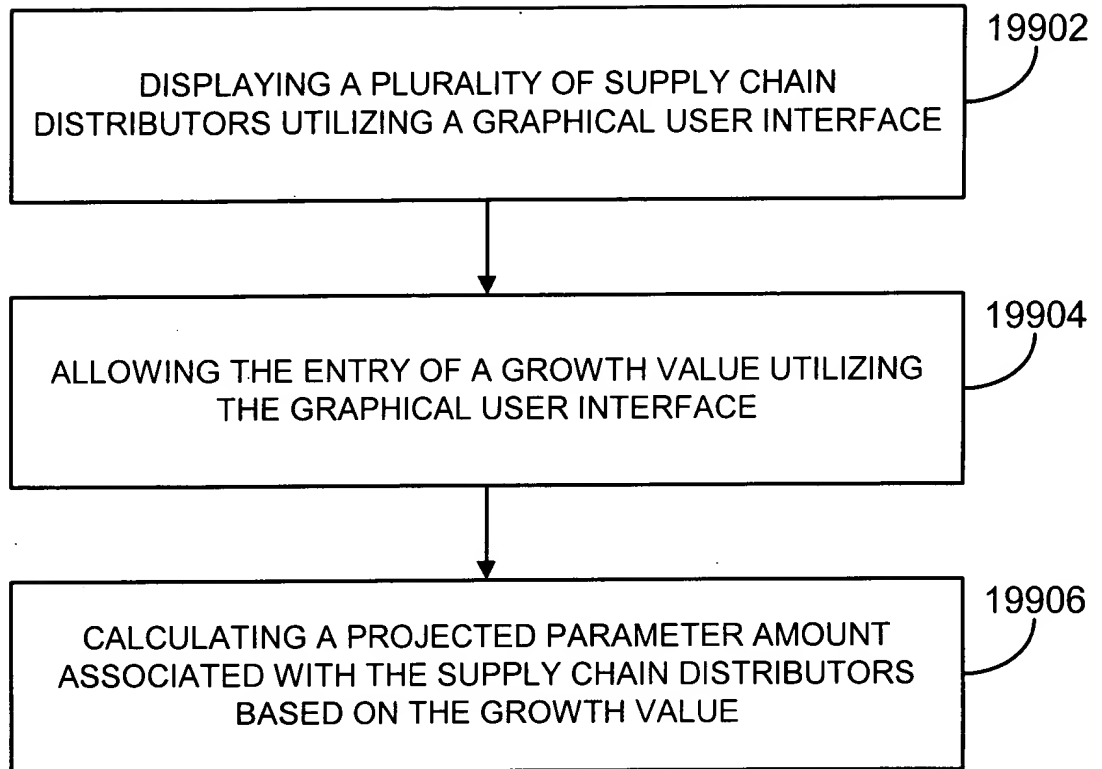 19902
DISPLAYING A PLURALITY OF SUPPLY CHAIN
DISTRIBUTORS UTILIZING A GRAPHICAL USER INTERFACE
19904
ALLOWING THE ENTRY OF A GROWTH VALUE UTILIZING
THE GRAPHICAL USER INTERFACE
19906
CALCULATING A PROJECTED PARAMETER AMOUNT
ASSOCIATED WITH THE SUPPLY CHAIN DISTRIBUTORS
BASED ON THE GROWTH VALUE